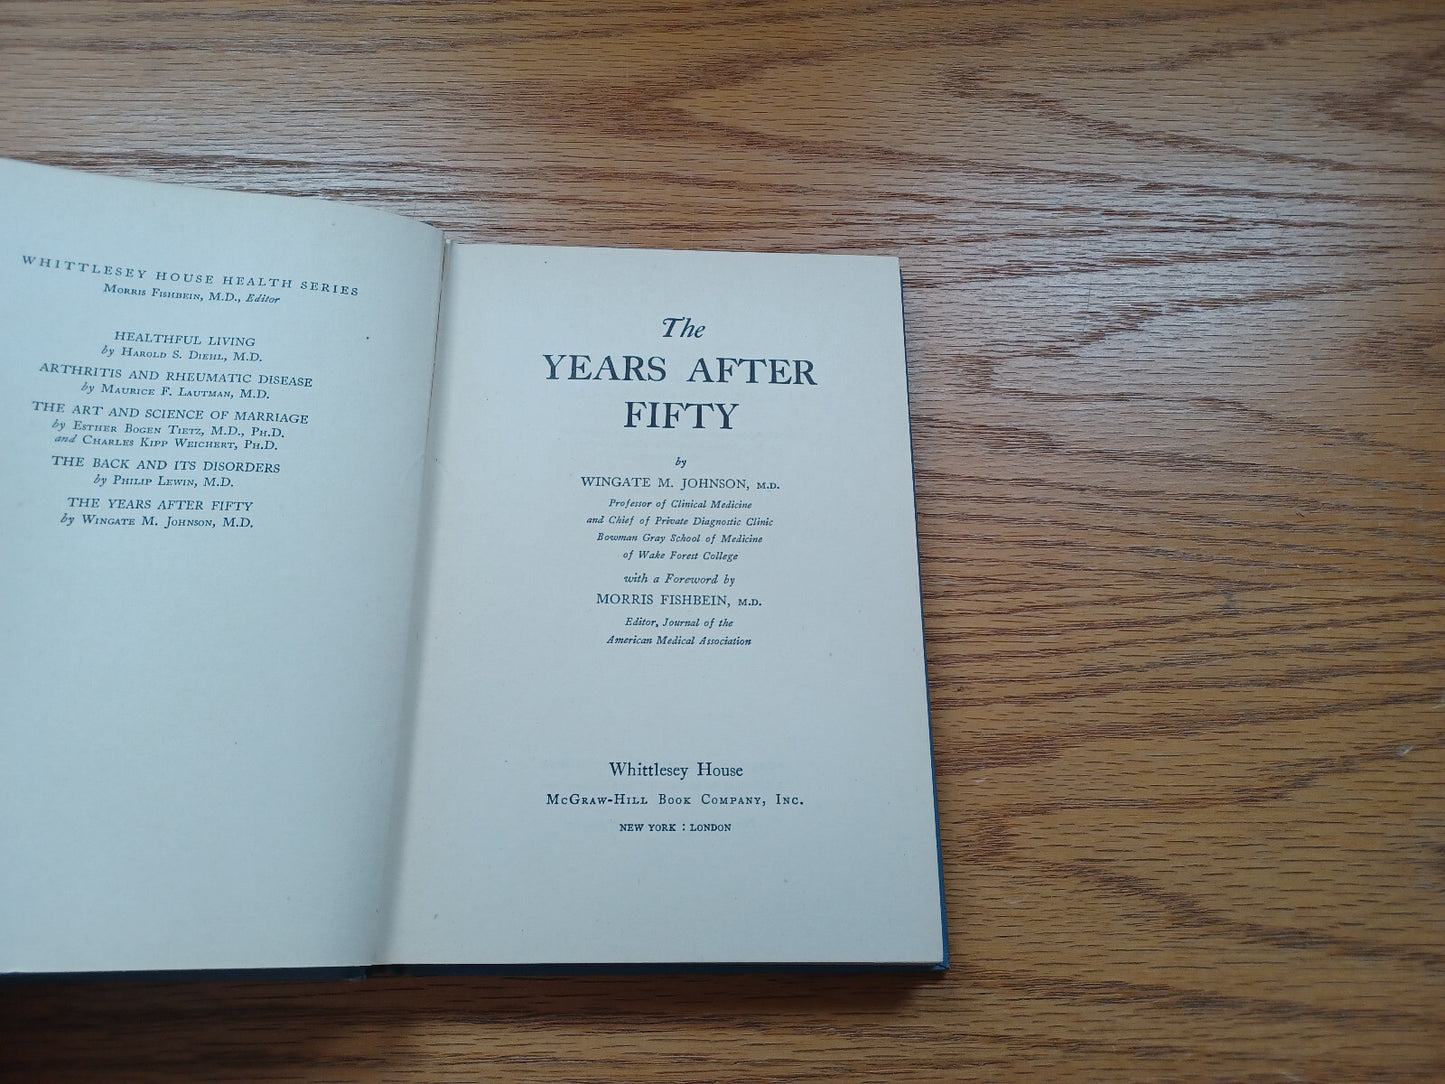 WHITTLESEY HOUSE HEALTH SERIES
MORRIS FISHBEIN, M.D., Editor
HEALTHFUL LIVING
by HAROLD S. DIEHL, M.D.
ARTHRITIS AND RHEUMATIC DISEASE
by MAURICE F. LAUTMAN, M.D.
THE ART AND SCIENCE OF MARRIAGE
by ESTHER BOGEN TIETZ, M.D., PH.D.
and CHARLES KIPP WEICHERT, PH.D.
THE BACK AND ITS DISORDERS
by PHILIP LEWIN, M.D.
THE YEARS AFTER FIFTY
by WINGATE M. JOHNSON, M.D.
The
YEARS AFTER
FIFTY
by
WINGATE M. JOHNSON, M.D.
Professor of Clinical Medicine
and Chief of Private Diagnostic Clinic
Bowman Gray School of Medicine
of Wake Forest College
with a Foreword by
MORRIS FISHBEIN, M.D.
Editor, Journal of the
American Medical Association
Whittlesey House
MCGRAW-HILL BOOK COMPANY, INC.
NEW YORK : LONDON